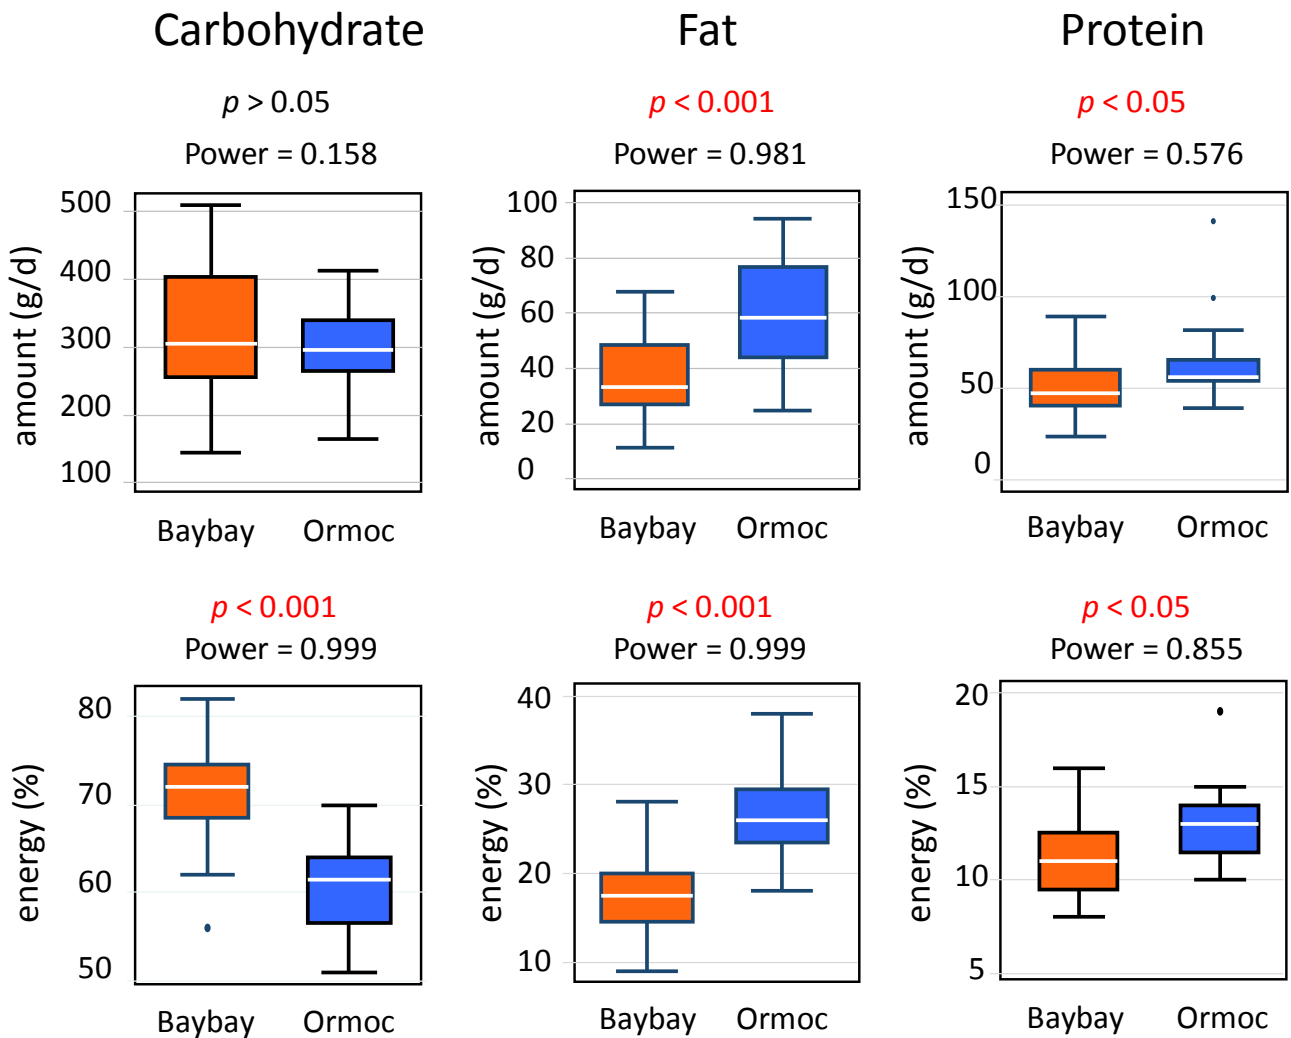 Carbohydrate
Fat
Protein
p > 0.05
p < 0.001
p < 0.05
Power = 0.158
Power = 0.981
Power = 0.576
amount (g/d)
500
400
300
200
100
Baybay
Ormoc
amount (g/d)
100
80
60
40
20
0
Baybay
Ormoc
amount (g/d)
150
100
50
0
Baybay
Ormoc
p < 0.001
p < 0.001
p < 0.05
Power = 0.999
Power = 0.999
Power = 0.855
energy (%)
80
70
60
50
Baybay
Ormoc
energy (%)
40
30
20
10
Baybay
Ormoc
energy (%)
20
15
10
5
Baybay
Ormoc